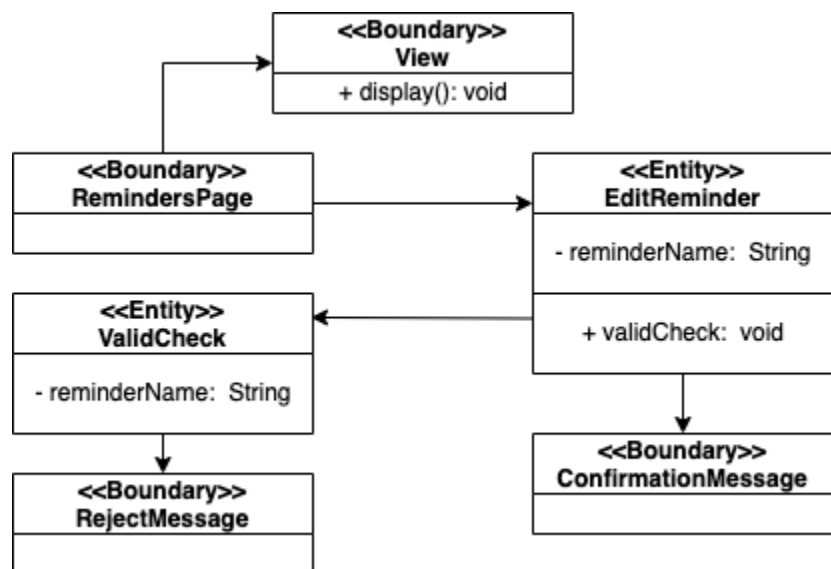 <<Boundary>>
View
+ display(): void
<<Boundary>>
RemindersPage
<<Entity>>
EditReminder
- reminderName:  String
+ validCheck:  void
<<Entity>>
ValidCheck
- reminderName:  String
<<Boundary>>
RejectMessage
<<Boundary>>
ConfirmationMessage